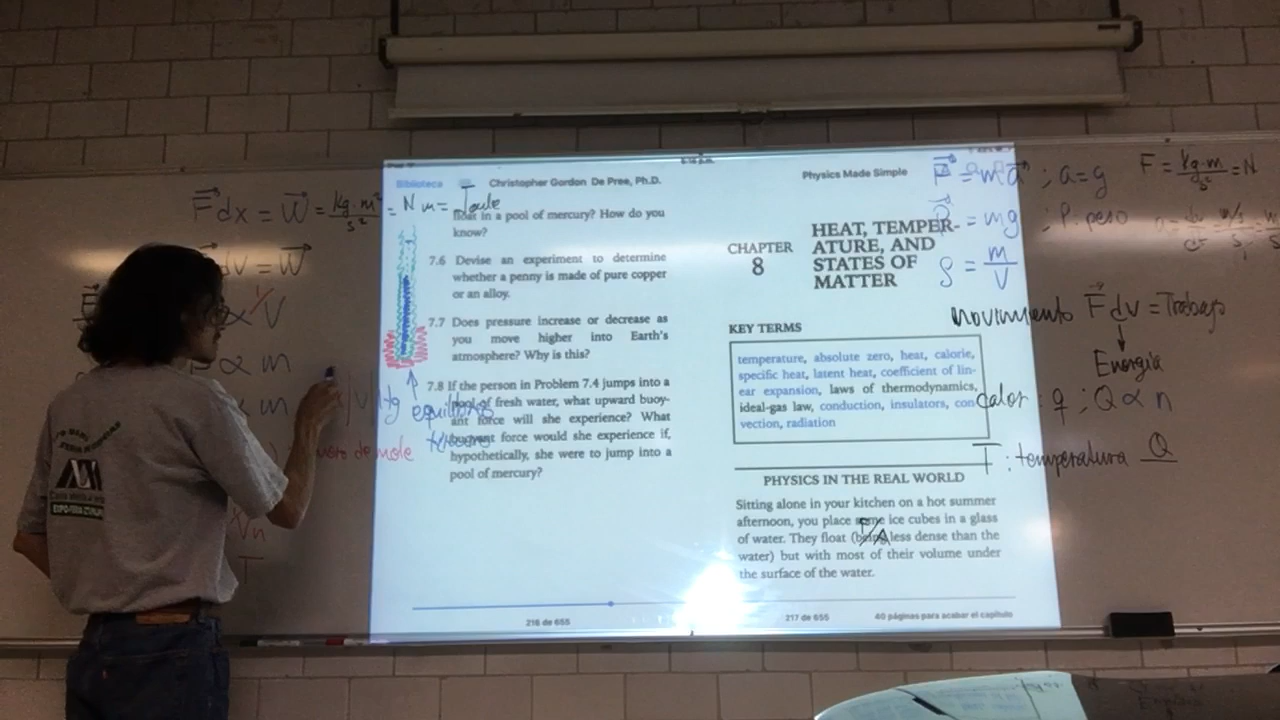 Biblioteca
Christopher Gordon De Pree, Ph.D.
float in a pool of mercury? How do you
know?
7.6 Devise an experiment to determine
whether a penny is made of pure copper
or an alloy.
7.7 Does pressure increase or decrease as
you move higher into Earth's
atmosphere? Why is this?
7.8 If the person in Problem 7.4 jumps into a
pool of fresh water, what upward buoy-
ant force will she experience? What
buoyant force would she experience if,
hypothetically, she were to jump into a
pool of mercury?
216 de 655
Physics Made Simple
CHAPTER
8
HEAT, TEMPER-
ATURE, AND
STATES OF
MATTER
KEY TERMS
temperature, absolute zero, heat, calorie,
specific heat, latent heat, coefficient of lin-
ear expansion, laws of thermodynamics,
ideal-gas law, conduction, insulators, con
vection, radiation
PHYSICS IN THE REAL WORLD
Sitting alone in your kitchen on a hot summer
afternoon, you place some ice cubes in a glass
of water. They float (being less dense than the
water) but with most of their volume under
the surface of the water.
217 de 655
40 páginas para acabar el capítulo
F⃗dx = W⃗ = kg·m²/s² = N m = Joule
dv = W⃗
∝ 1/V
∝ m
∝ m
de mole
T
F⃗ = ma⃗ ; a=g
F = kg·m/s² = N
P⃗ = mg ; P: peso
ρ = m/V
Movimiento F⃗dv = Trabajo
Energía
Calor : q ; Q ∝ n
T : temperatura Q